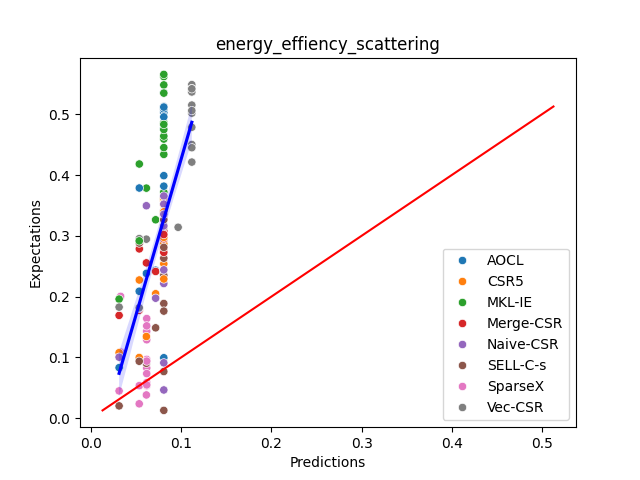 energy_effiency_scattering
Expectations
0.5
0.4
0.3
0.2
0.1
0.0
AOCL
CSR5
MKL-IE
Merge-CSR
Naive-CSR
SELL-C-s
SparseX
Vec-CSR
0.0 0.1 0.2 0.3 0.4 0.5
Predictions